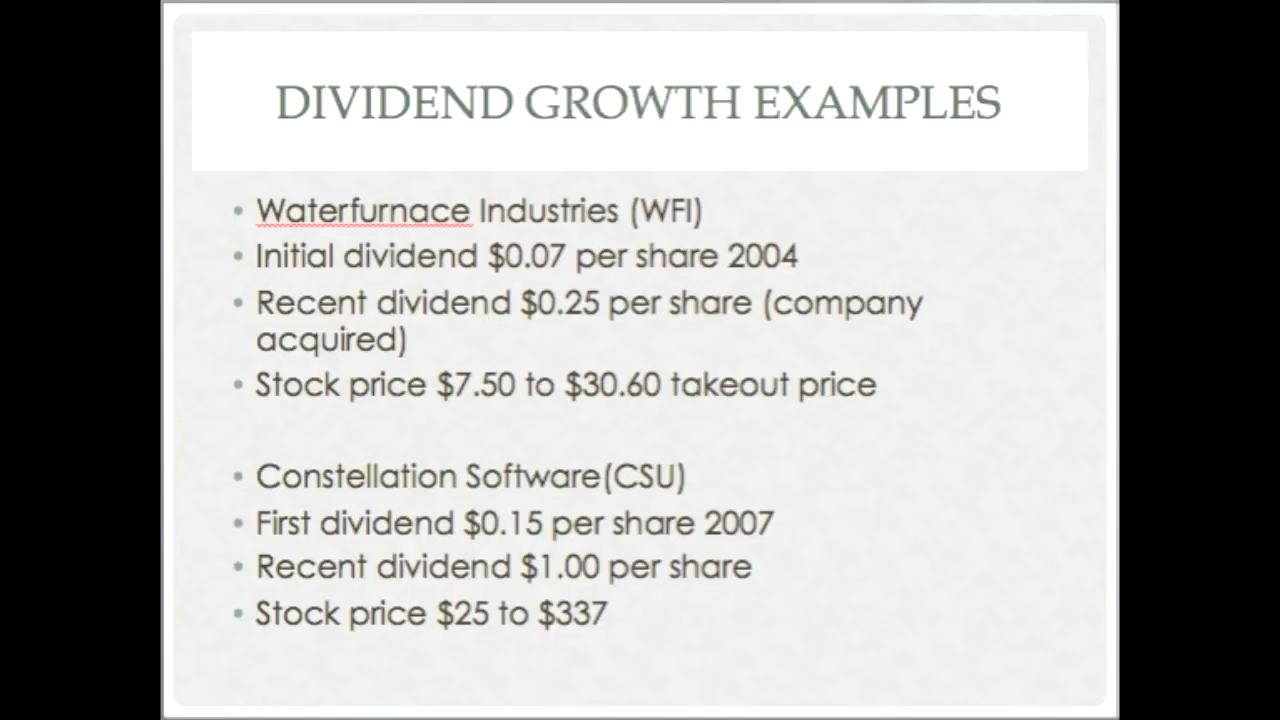 DIVIDEND GROWTH EXAMPLES
• Waterfurnace Industries (WFI)
• Initial dividend $0.07 per share 2004
• Recent dividend $0.25 per share (company
acquired)
• Stock price $7.50 to $30.60 takeout price
• Constellation Software(CSU)
• First dividend $0.15 per share 2007
• Recent dividend $1.00 per share
• Stock price $25 to $337